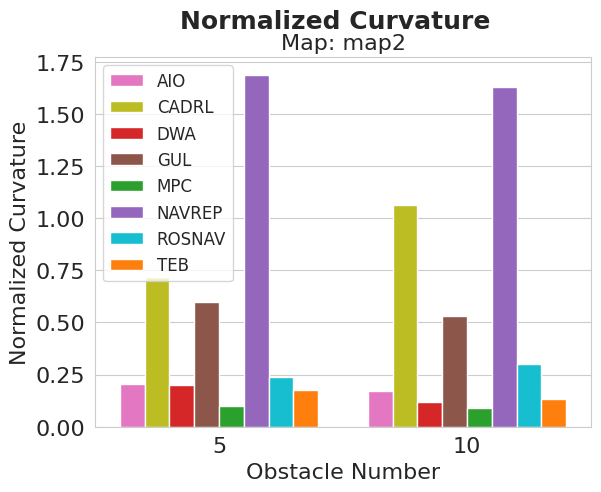 Normalized Curvature
Map: map2
Normalized Curvature
1.75
1.50
1.25
1.00
0.75
0.50
0.25
0.00
AIO
CADRL
DWA
GUL
MPC
NAVREP
ROSNAV
TEB
5
10
Obstacle Number